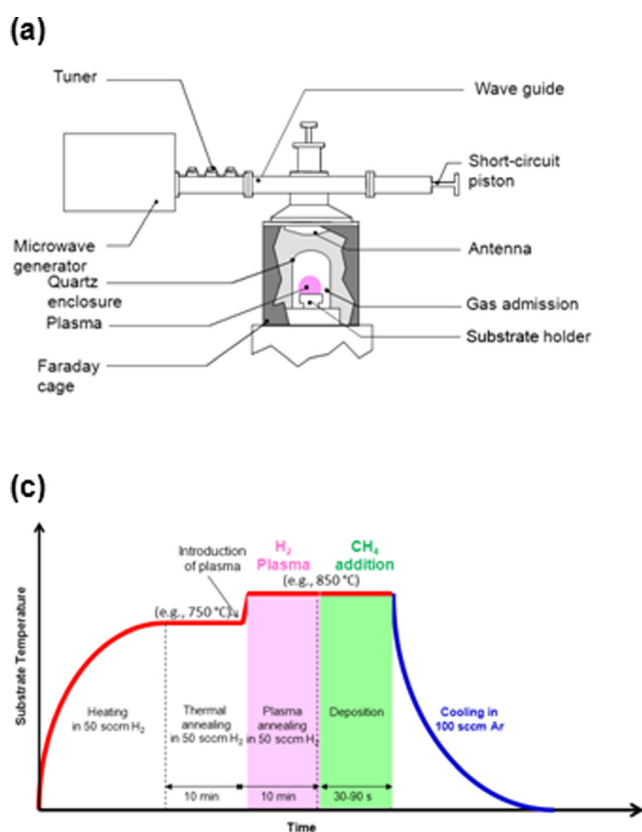 (a)
Tuner
Wave guide
Short-circuit
piston
Microwave
generator
Antenna
Quartz
enclosure
Gas admission
Plasma
Substrate holder
Faraday
cage
(c)
Substrate Temperature
Introduction
of plasma
H2
Plasma
CH4
addition
(e.g., 850 °C)
(e.g., 750 °C)
Heating
in 50 sccm H2
Thermal
annealing
in 50 sccm H2
Plasma
annealing
in 50 sccm H2
Deposition
Cooling in
100 sccm Ar
10 min
10 min
30-90 s
Time